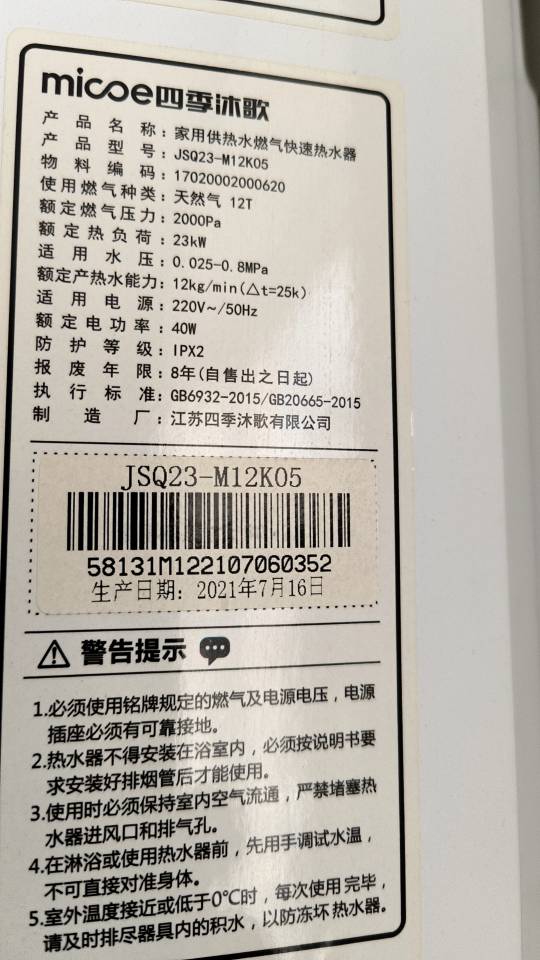 micoe四季沐歌
产品名称：家用供热水燃气快速热水器
产品型号：JSQ23-M12K05
物料编码：17020002000620
使用燃气种类：天然气 12T
额定燃气压力：2000Pa
额定热负荷：23kW
适用水压：0.025-0.8MPa
额定产热水能力：12kg/min(△t=25k)
适用电源：220V~/50Hz
额定电功率：40W
防护等级：IPX2
报废年限：8年(自售出之日起)
执行标准：GB6932-2015/GB20665-2015
制造厂：江苏四季沐歌有限公司
JSQ23-M12K05
58131M122107060352
生产日期：2021年7月16日
警告提示
1.必须使用铭牌规定的燃气及电源电压，电源
插座必须有可靠接地。
2.热水器不得安装在浴室内，必须按说明书要
求安装好排烟管后才能使用。
3.使用时必须保持室内空气流通，严禁堵塞热
水器进风口和排气孔。
4.在淋浴或使用热水器前，先用手调试水温，
不可直接对准身体。
5.室外温度接近或低于0℃时，每次使用完毕，
请及时排尽器具内的积水，以防冻坏热水器。